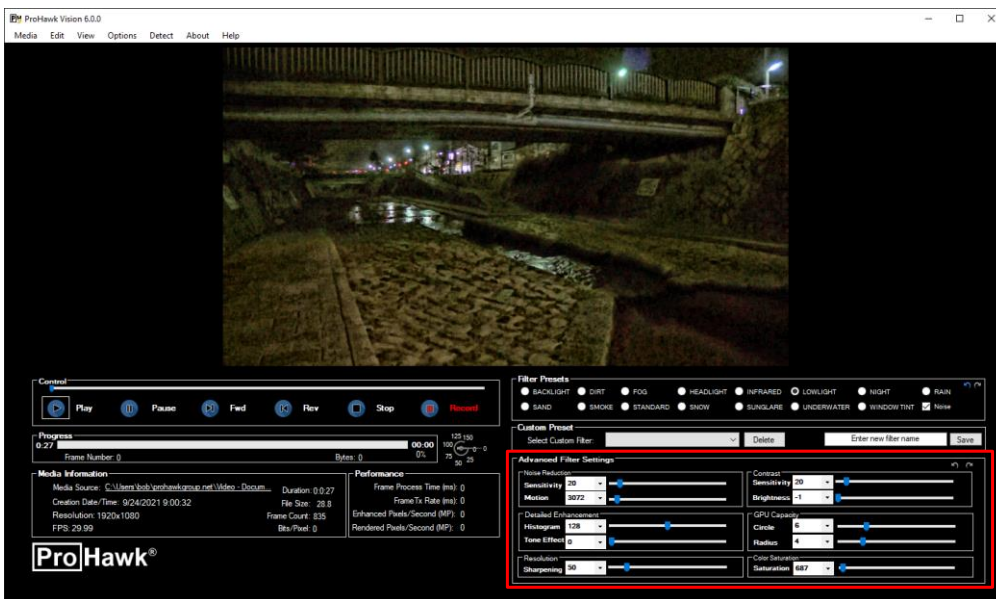 ProHawk Vision 6.0.0
Media Edit View Options Detect About Help
Control
Play Pause Fwd Rev Stop Record
Progress
0:27 00:00
Frame Number: 0 Bytes: 0 0%
125 150
100 0
75 50 25
Media Information
Media Source: C:\Users\bob\prohawkgroup.net\Video - Docum... Duration: 0:0:27
Creation Date/Time: 9/24/2021 9:00:32 File Size: 28.8
Resolution: 1920x1080 Frame Count: 835
FPS: 29.99 Bits/Pixel: 0
Performance
Frame Process Time (ms): 0
FrameTx Rate (ms): 0
Enhanced Pixels/Second (MP): 0
Rendered Pixels/Second (MP): 0
ProHawk®
Filter Presets
BACKLIGHT DIRT FOG HEADLIGHT INFRARED LOWLIGHT NIGHT RAIN
SAND SMOKE STANDARD SNOW SUNGLARE UNDERWATER WINDOW TINT Noise
Custom Preset
Select Custom Filter: Delete Enter new filter name Save
Advanced Filter Settings
Noise Reduction
Sensitivity 20
Motion 3072
Detailed Enhancement
Histogram 128
Tone Effect 0
Resolution
Sharpening 50
Contrast
Sensitivity 20
Brightness -1
GPU Capacity
Circle 6
Radius 4
Color Saturation
Saturation 687